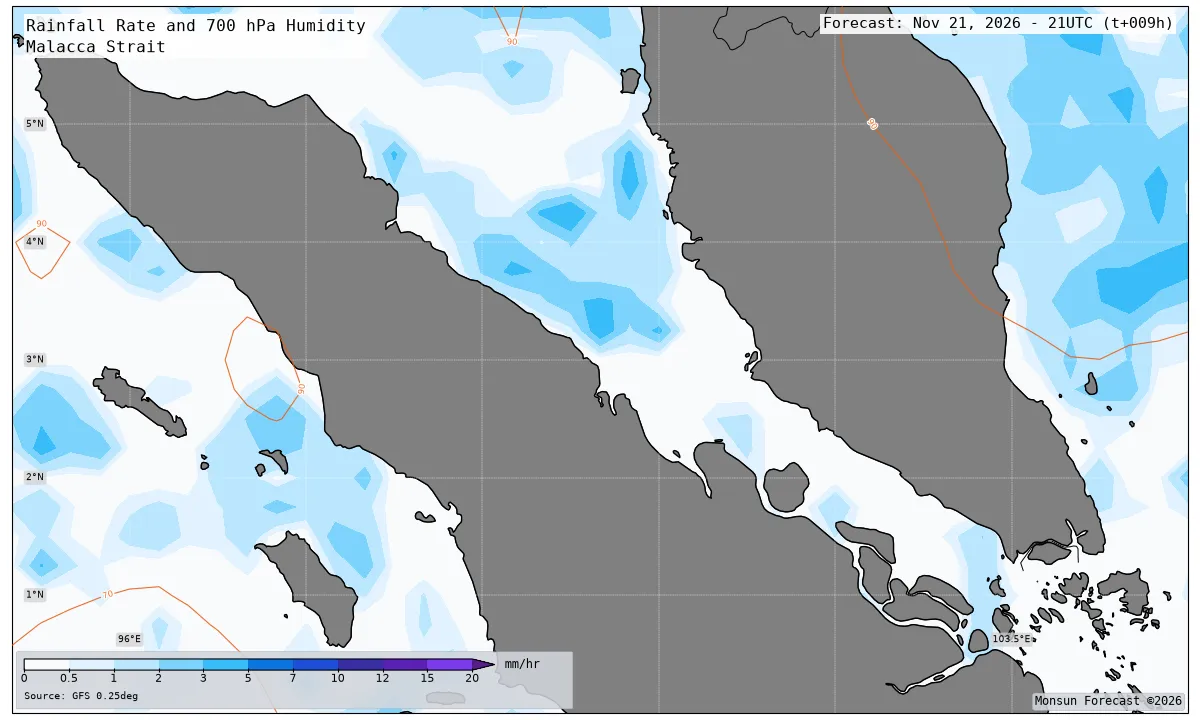 Rainfall Rate and 700 hPa Humidity
Malacca Strait
Forecast: Nov 21, 2026 - 21UTC (t+009h)
90
90
5°N
90
4°N
3°N
90
2°N
1°N
70
96°E
103.5°E
mm/hr
0 0.5 1 2 3 5 7 10 12 15 20
Source: GFS 0.25deg
Monsun Forecast ©2026